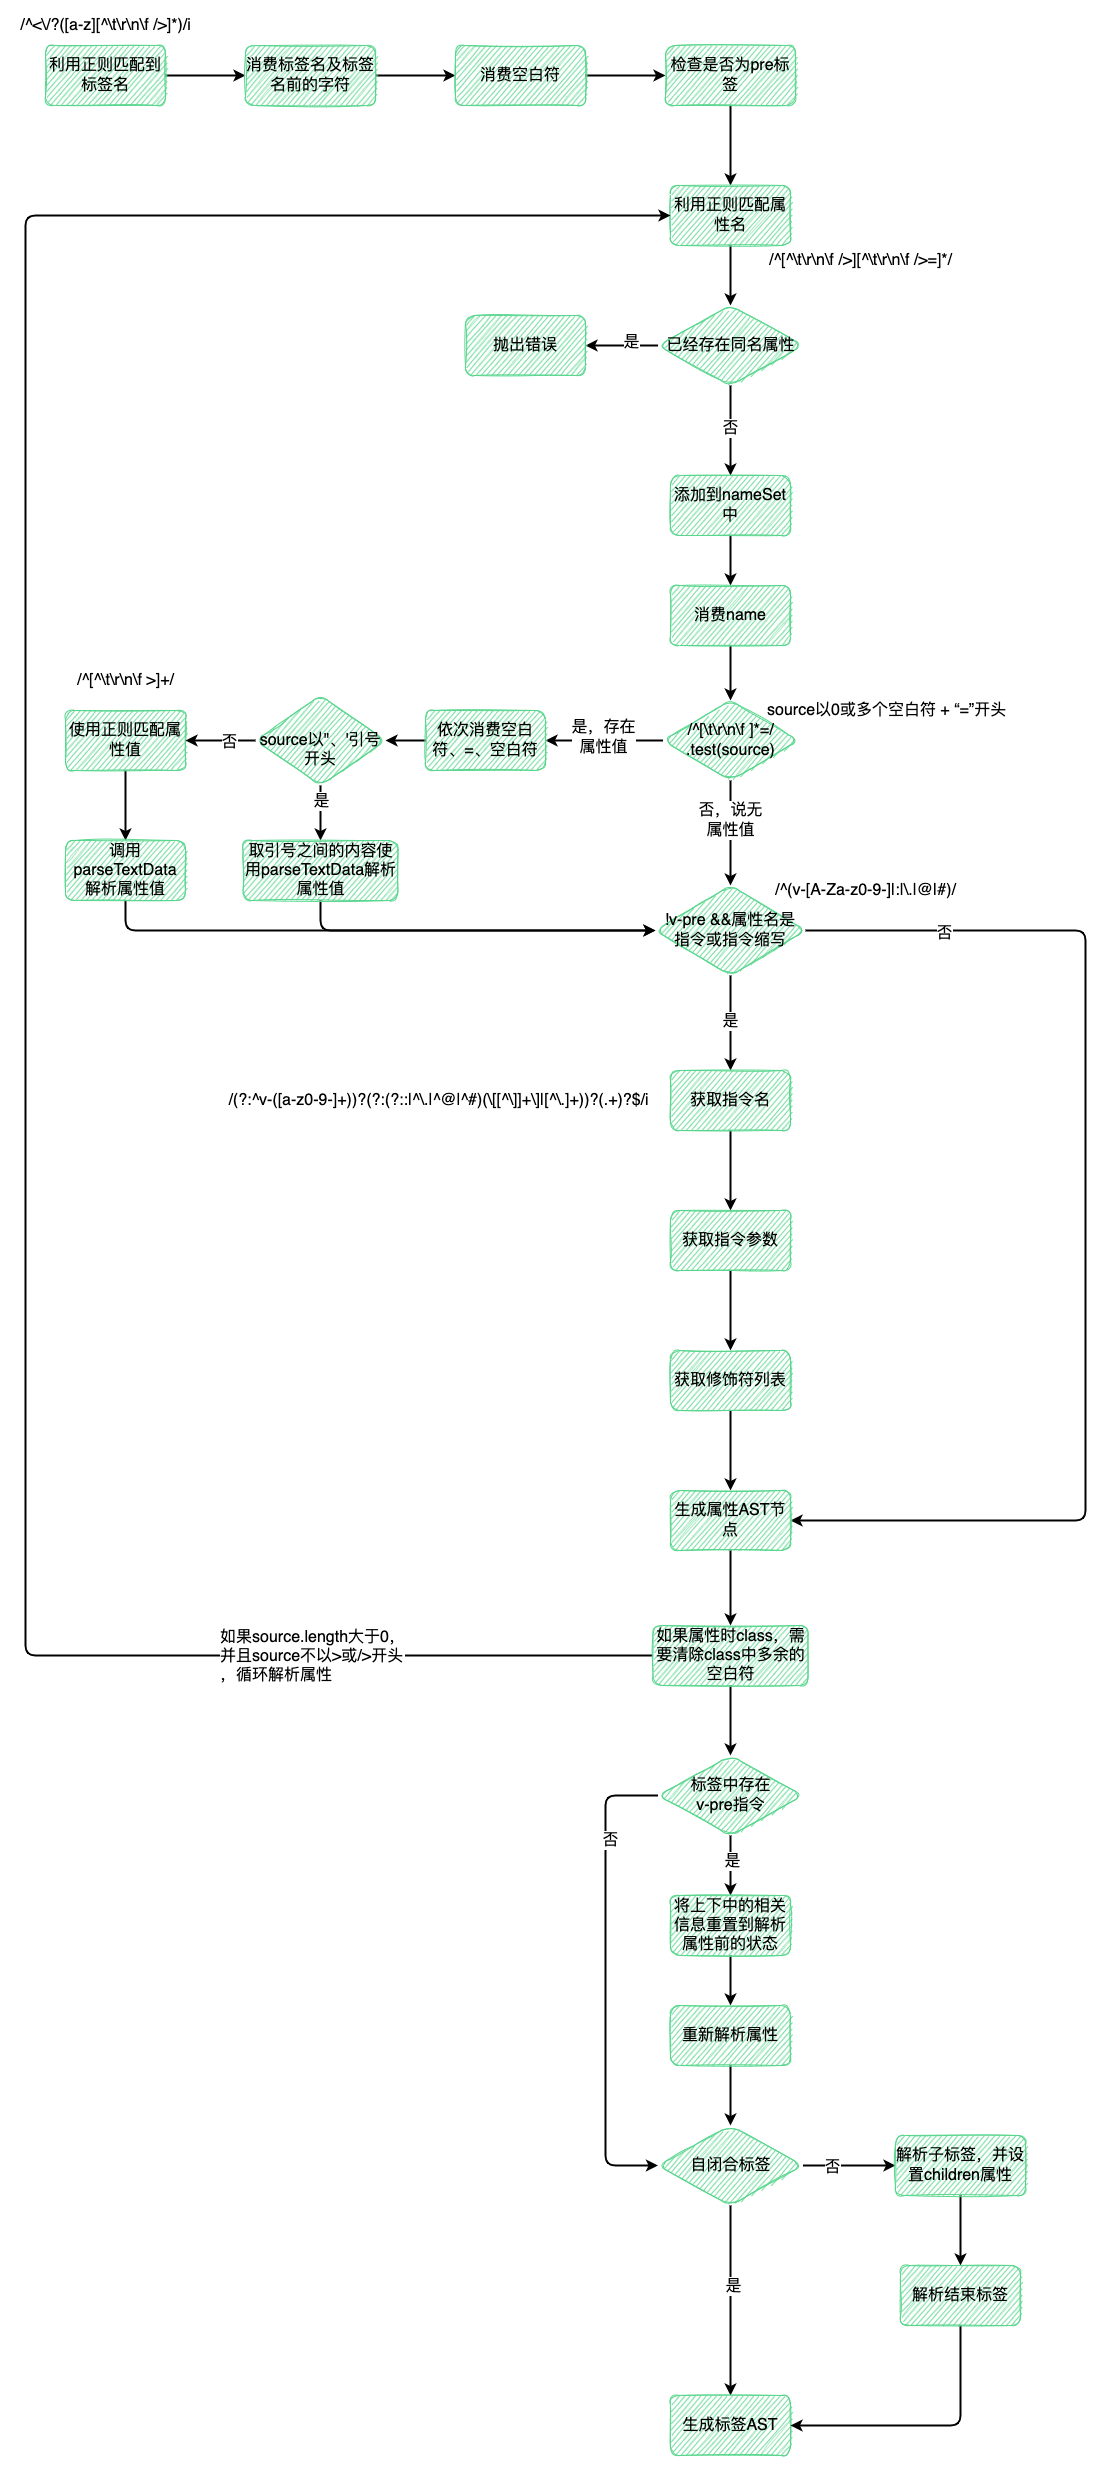 /^<\/?([a-z][^\t\r\n\f />]*)/i
利用正则匹配到
标签名
消费标签名及标签
名前的字符
消费空白符
检查是否为pre标
签
利用正则匹配属
性名
/^[^\t\r\n\f />][^\t\r\n\f />=]*/
已经存在同名属性
是
抛出错误
否
添加到nameSet
中
消费name
/^[\t\r\n\f ]*=/
.test(source)
source以0或多个空白符 + “=”开头
是，存在
属性值
依次消费空白
符、=、空白符
source以"、'引号
开头
否
/^[^\t\r\n\f >]+/
使用正则匹配属
性值
是
调用
parseTextData
解析属性值
取引号之间的内容使
用parseTextData解析
属性值
否，说无
属性值
/^(v-[A-Za-z0-9-]|:|\.|@|#)/
!v-pre &&属性名是
指令或指令缩写
否
是
/(?:^v-([a-z0-9-]+))?(?:(?::|^\.|^@|^#)(\[[^\]]+\]|[^\.]+))?(.+)?$/i
获取指令名
获取指令参数
获取修饰符列表
生成属性AST节
点
如果属性时class，需
要清除class中多余的
空白符
如果source.length大于0，
并且source不以>或/>开头
，循环解析属性
标签中存在
v-pre指令
否
是
将上下中的相关
信息重置到解析
属性前的状态
重新解析属性
自闭合标签
否
解析子标签，并设
置children属性
解析结束标签
是
生成标签AST